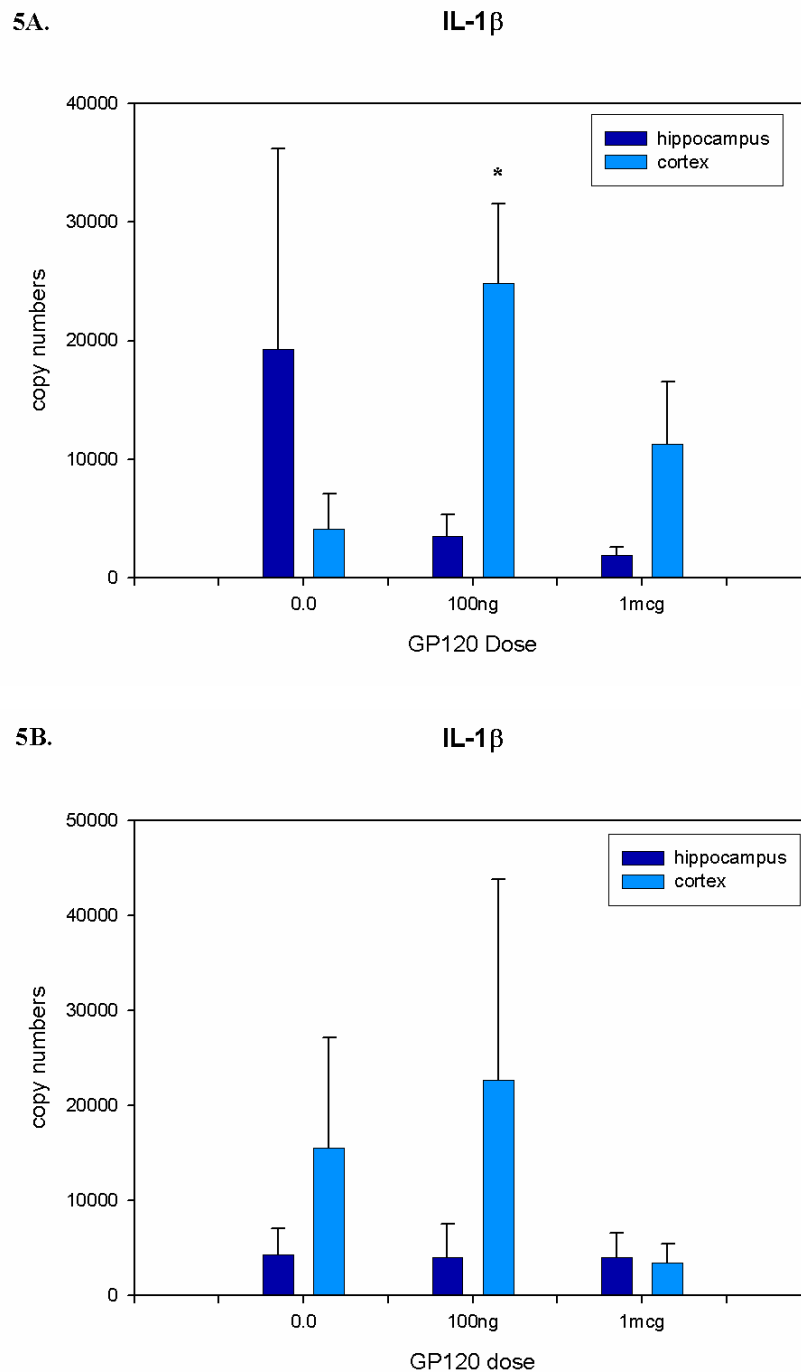 5A.
IL-1β
40000
30000
20000
10000
0
copy numbers
hippocampus
cortex
*
0.0
100ng
1mcg
GP120 Dose
5B.
IL-1β
50000
40000
30000
20000
10000
0
copy numbers
hippocampus
cortex
0.0
100ng
1mcg
GP120 dose